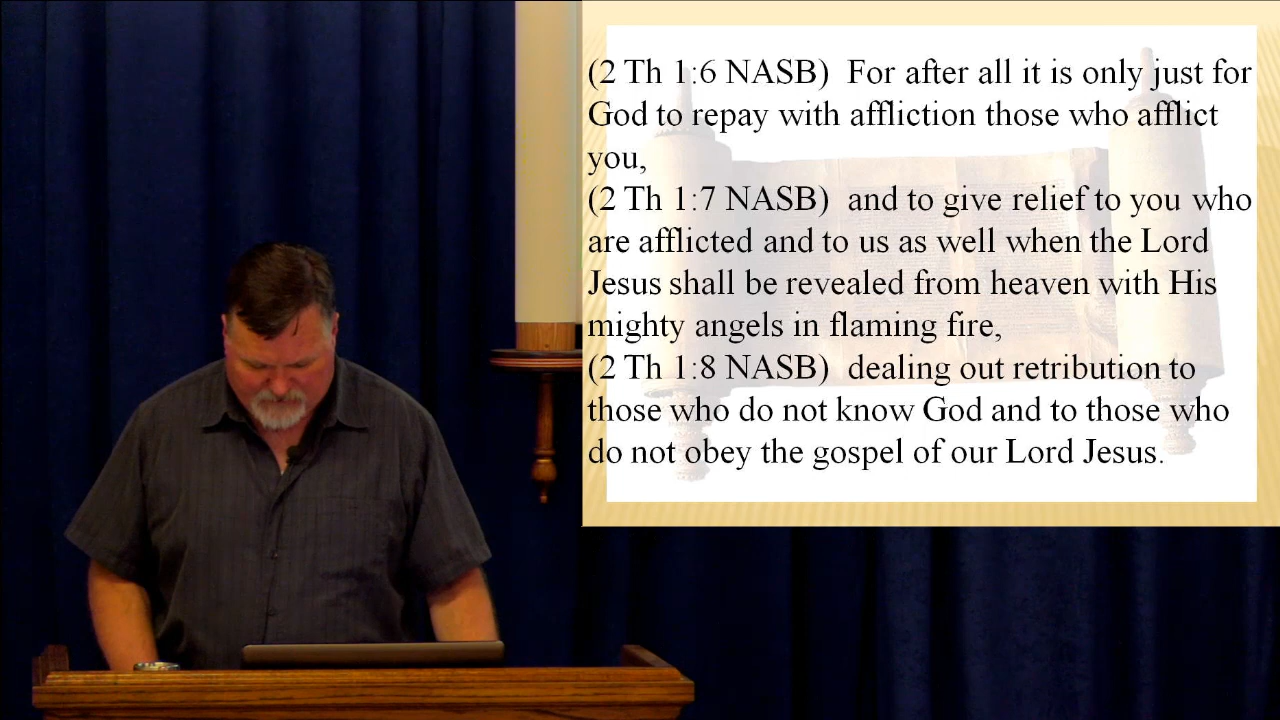 (2 Th 1:6 NASB)  For after all it is only just for
God to repay with affliction those who afflict
you,
(2 Th 1:7 NASB)  and to give relief to you who
are afflicted and to us as well when the Lord
Jesus shall be revealed from heaven with His
mighty angels in flaming fire,
(2 Th 1:8 NASB)  dealing out retribution to
those who do not know God and to those who
do not obey the gospel of our Lord Jesus.